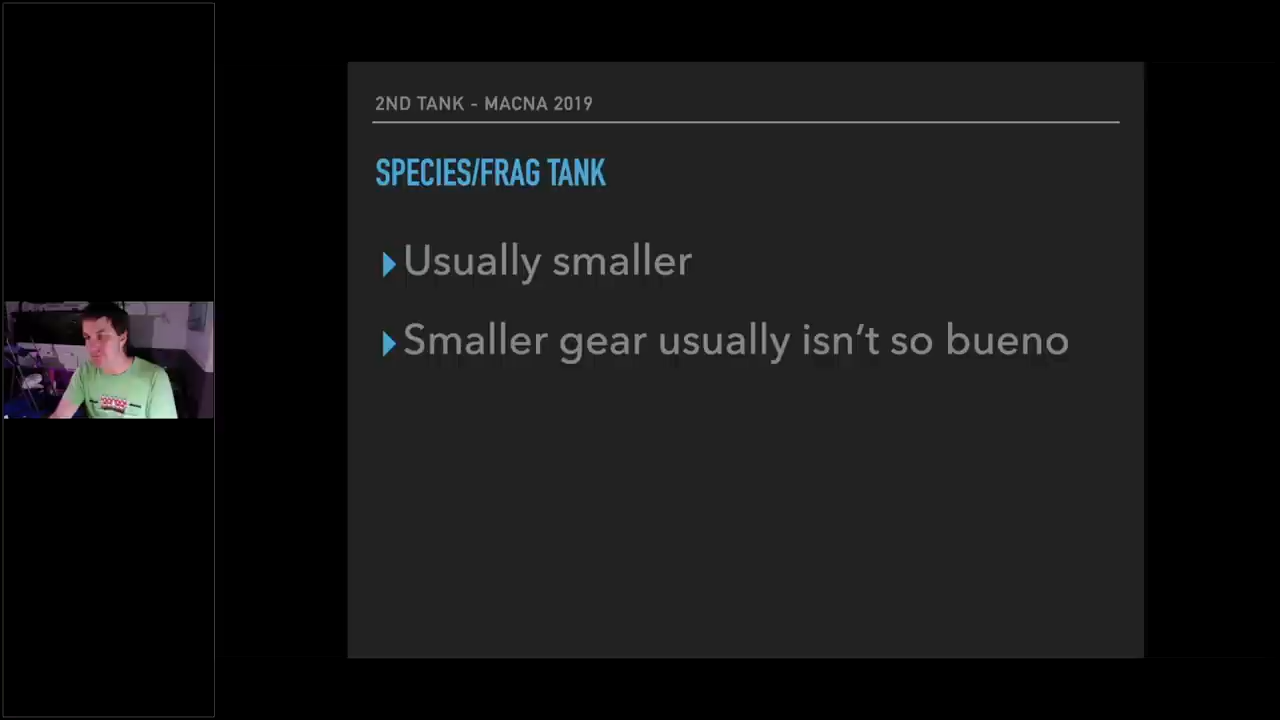 2ND TANK - MACNA 2019
SPECIES/FRAG TANK
Usually smaller
Smaller gear usually isn't so bueno